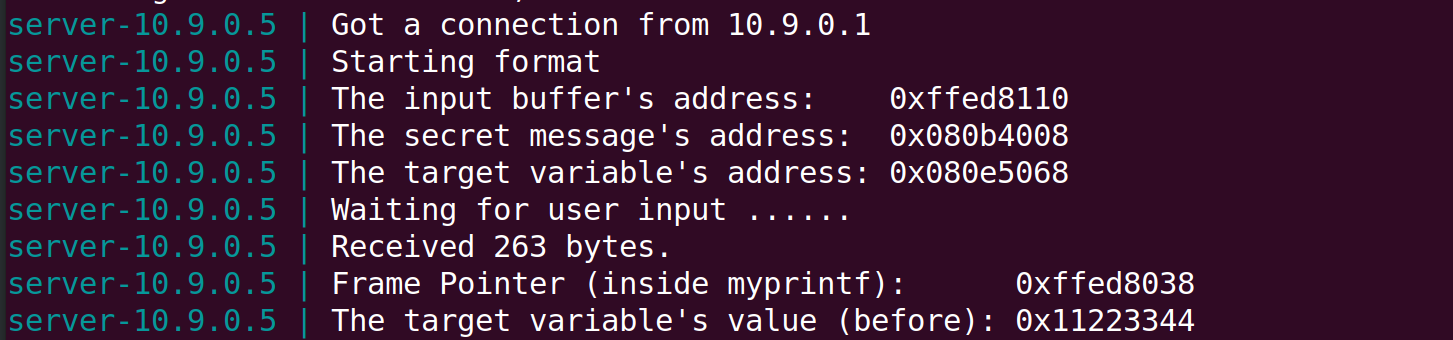 server-10.9.0.5 | Got a connection from 10.9.0.1
server-10.9.0.5 | Starting format
server-10.9.0.5 | The input buffer's address:    0xffed8110
server-10.9.0.5 | The secret message's address:  0x080b4008
server-10.9.0.5 | The target variable's address: 0x080e5068
server-10.9.0.5 | Waiting for user input ......
server-10.9.0.5 | Received 263 bytes.
server-10.9.0.5 | Frame Pointer (inside myprintf):      0xffed8038
server-10.9.0.5 | The target variable's value (before): 0x11223344